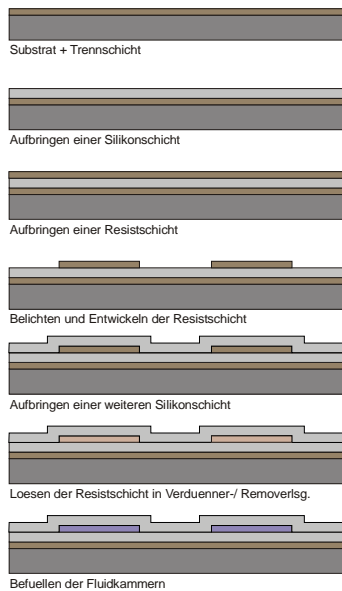 Substrat + Trennschicht
Aufbringen einer Silikonschicht
Aufbringen einer Resistschicht
Belichten und Entwickeln der Resistschicht
Aufbringen einer weiteren Silikonschicht
Loesen der Resistschicht in Verduenner-/ Removerlsg.
Befuellen der Fluidkammern